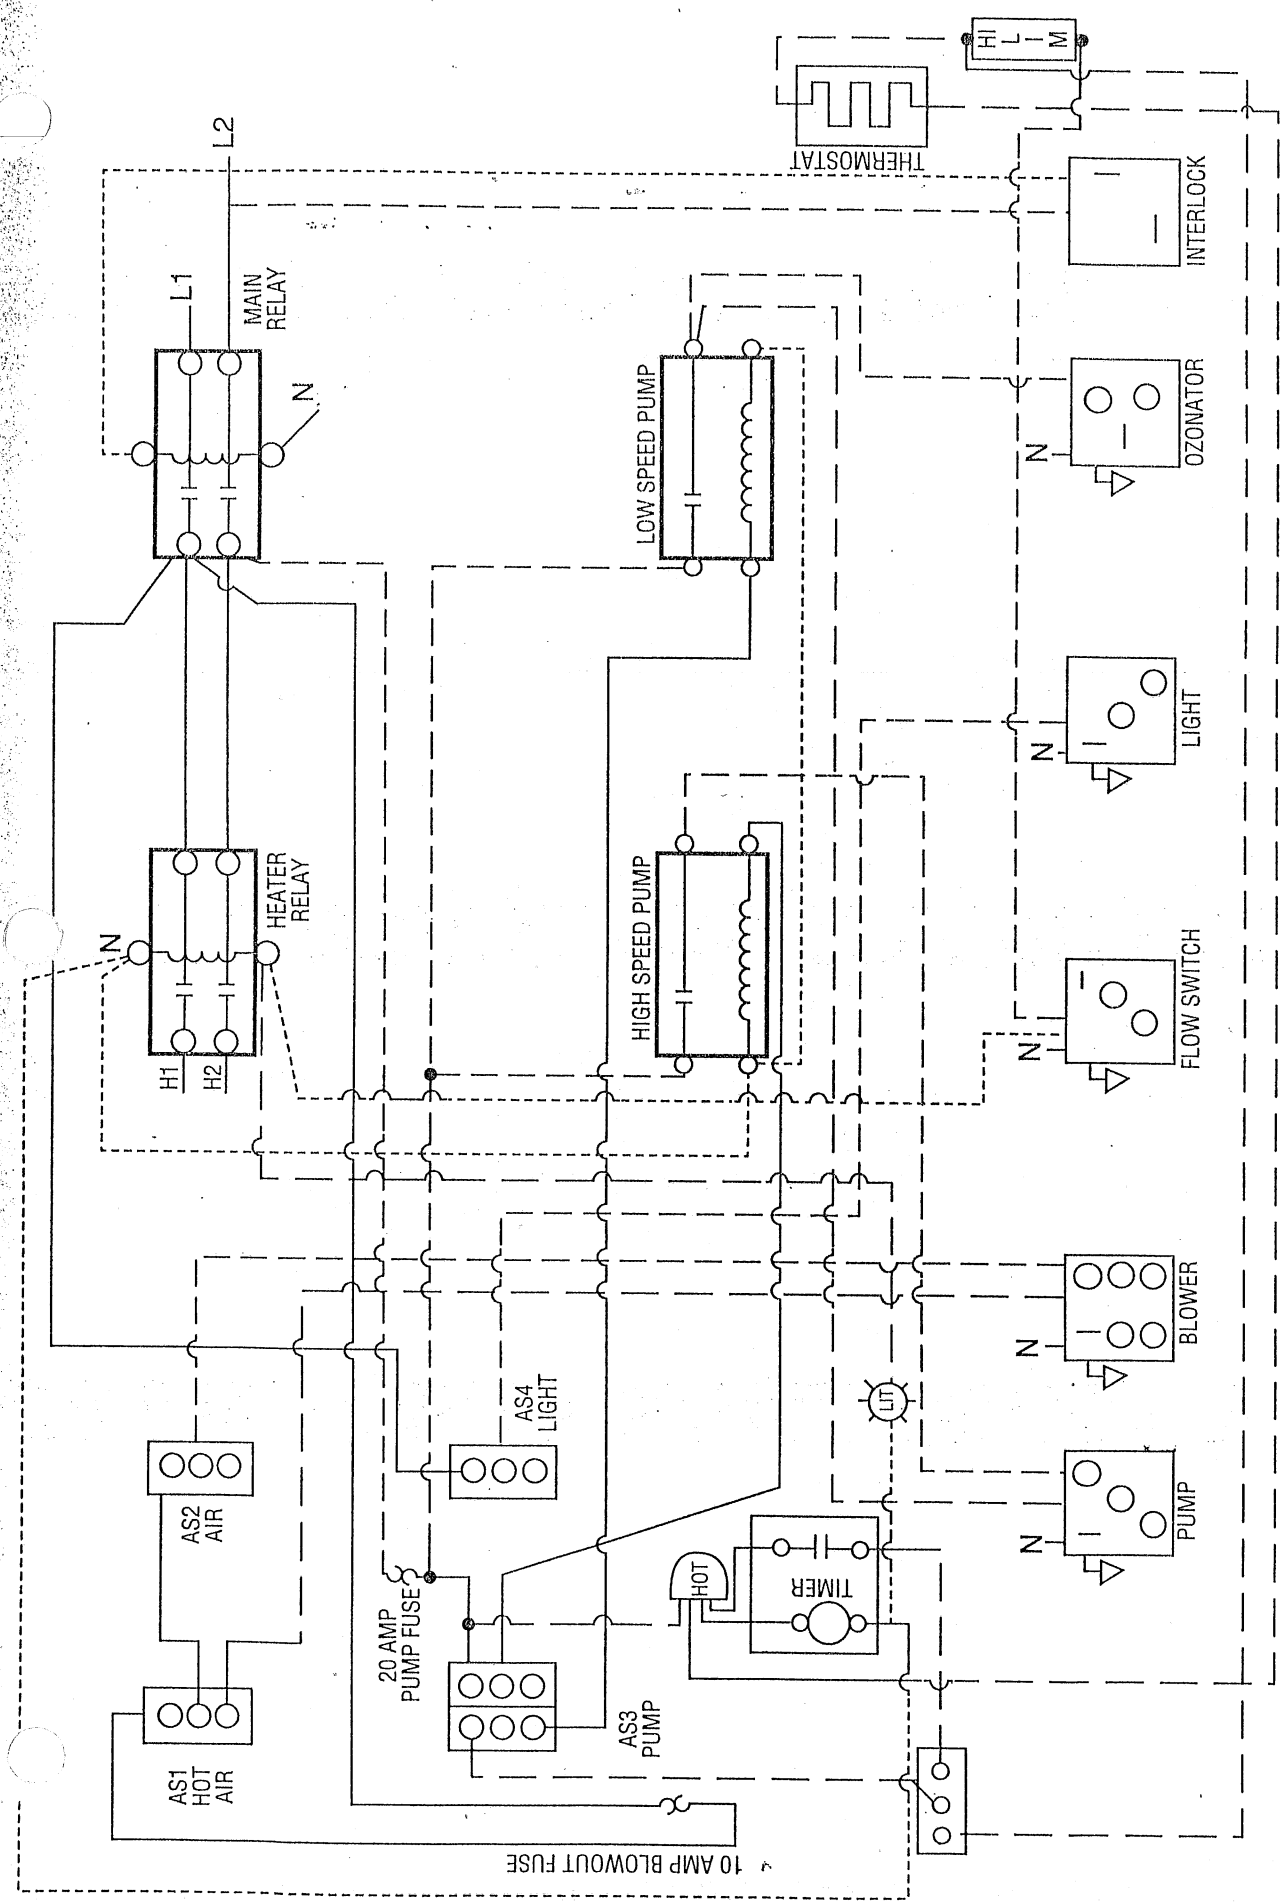 HI
L
I
M
THERMOSTAT
L2
L1
MAIN
RELAY
N
INTERLOCK
LOW SPEED PUMP
N
OZONATOR
N
LIGHT
HEATER
RELAY
N
H1
H2
HIGH SPEED PUMP
N
FLOW SWITCH
N
BLOWER
AS2
AIR
AS4
LIGHT
LIT
20 AMP
PUMP FUSE
HOT
TIMER
N
PUMP
AS1
HOT
AIR
AS3
PUMP
10 AMP BLOWOUT FUSE